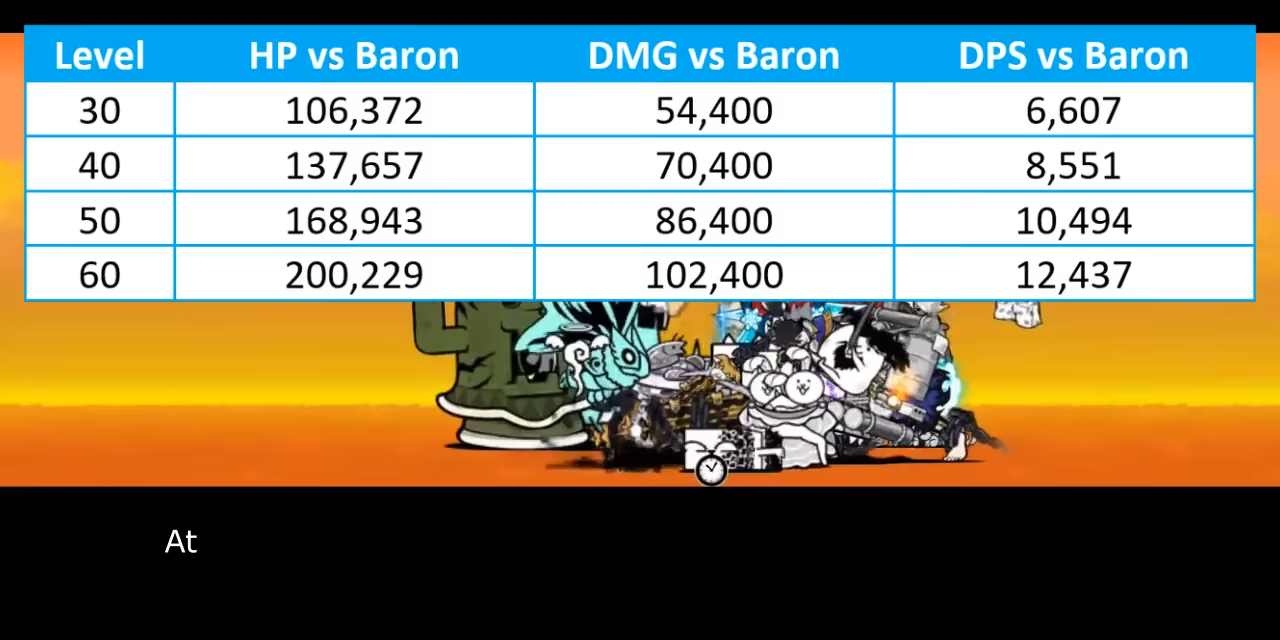 Level HP vs Baron DMG vs Baron DPS vs Baron
30 106,372 54,400 6,607
40 137,657 70,400 8,551
50 168,943 86,400 10,494
60 200,229 102,400 12,437
At